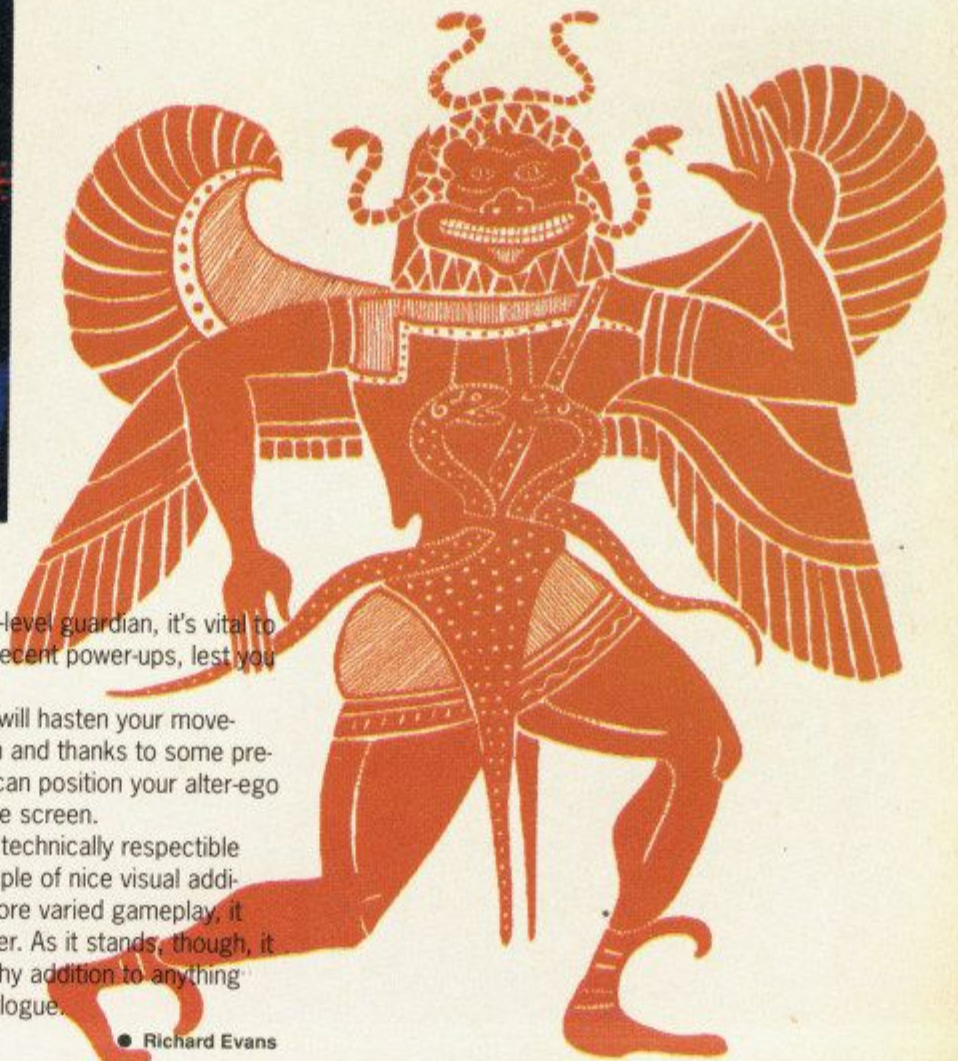 -level guardian, it's vital to
ecent power-ups, lest you
will hasten your move-
n and thanks to some pre-
can position your alter-ego
e screen.
technically respectible
ple of nice visual addi-
ore varied gameplay, it
er. As it stands, though, it
hy addition to anything
logue.
● Richard Evans